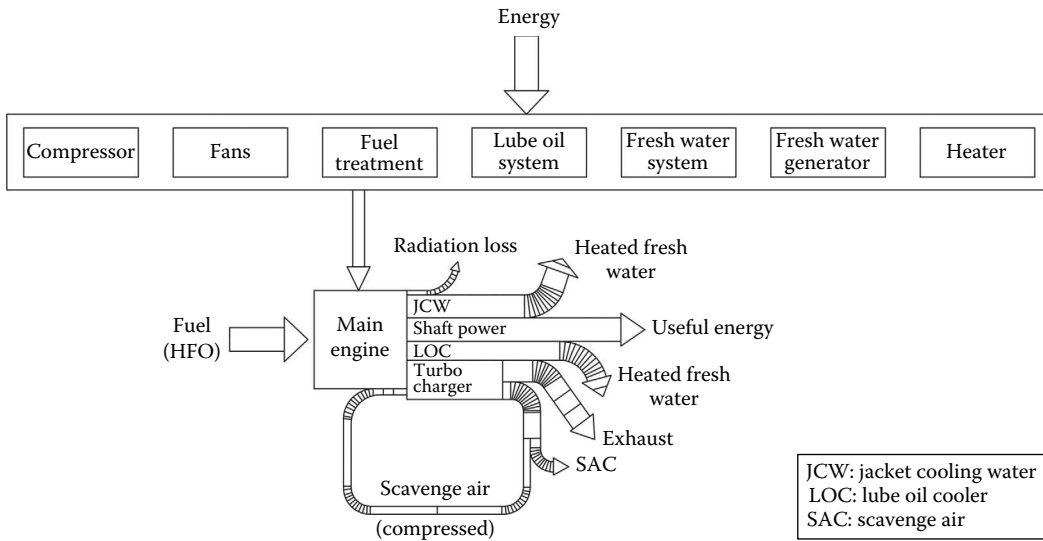 Energy
Compressor
Fans
Fuel
treatment
Lube oil
system
Fresh water
system
Fresh water
generator
Heater
Radiation loss
Heated fresh
water
Fuel
(HFO)
Main
engine
JCW
Shaft power
LOC
Turbo
charger
Useful energy
Heated fresh
water
Exhaust
SAC
Scavenge air
(compressed)
JCW: jacket cooling water
LOC: lube oil cooler
SAC: scavenge air